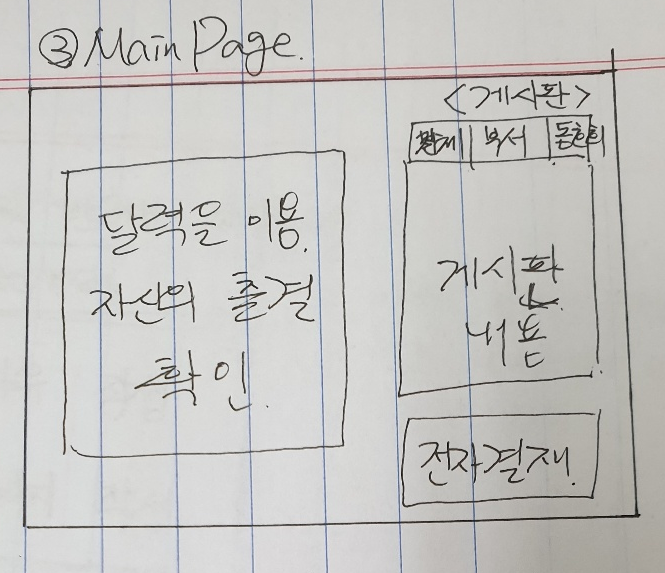 ③ Main Page.
<게시판>
전체 부서 동호회
달력을 이용.
자신의 출결
확인.
게시판
내용.
전자결재.